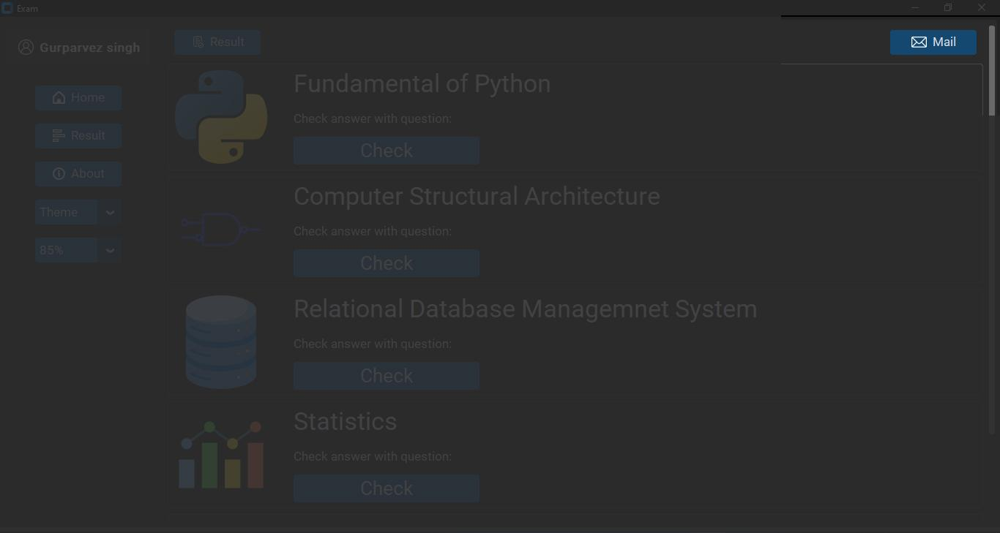 Exam
Gurparvez singh
Result
Mail
Home
Result
About
Theme
85%
Fundamental of Python
Check answer with question:
Check
Computer Structural Architecture
Check answer with question:
Check
Relational Database Managemnet System
Check answer with question:
Check
Statistics
Check answer with question:
Check